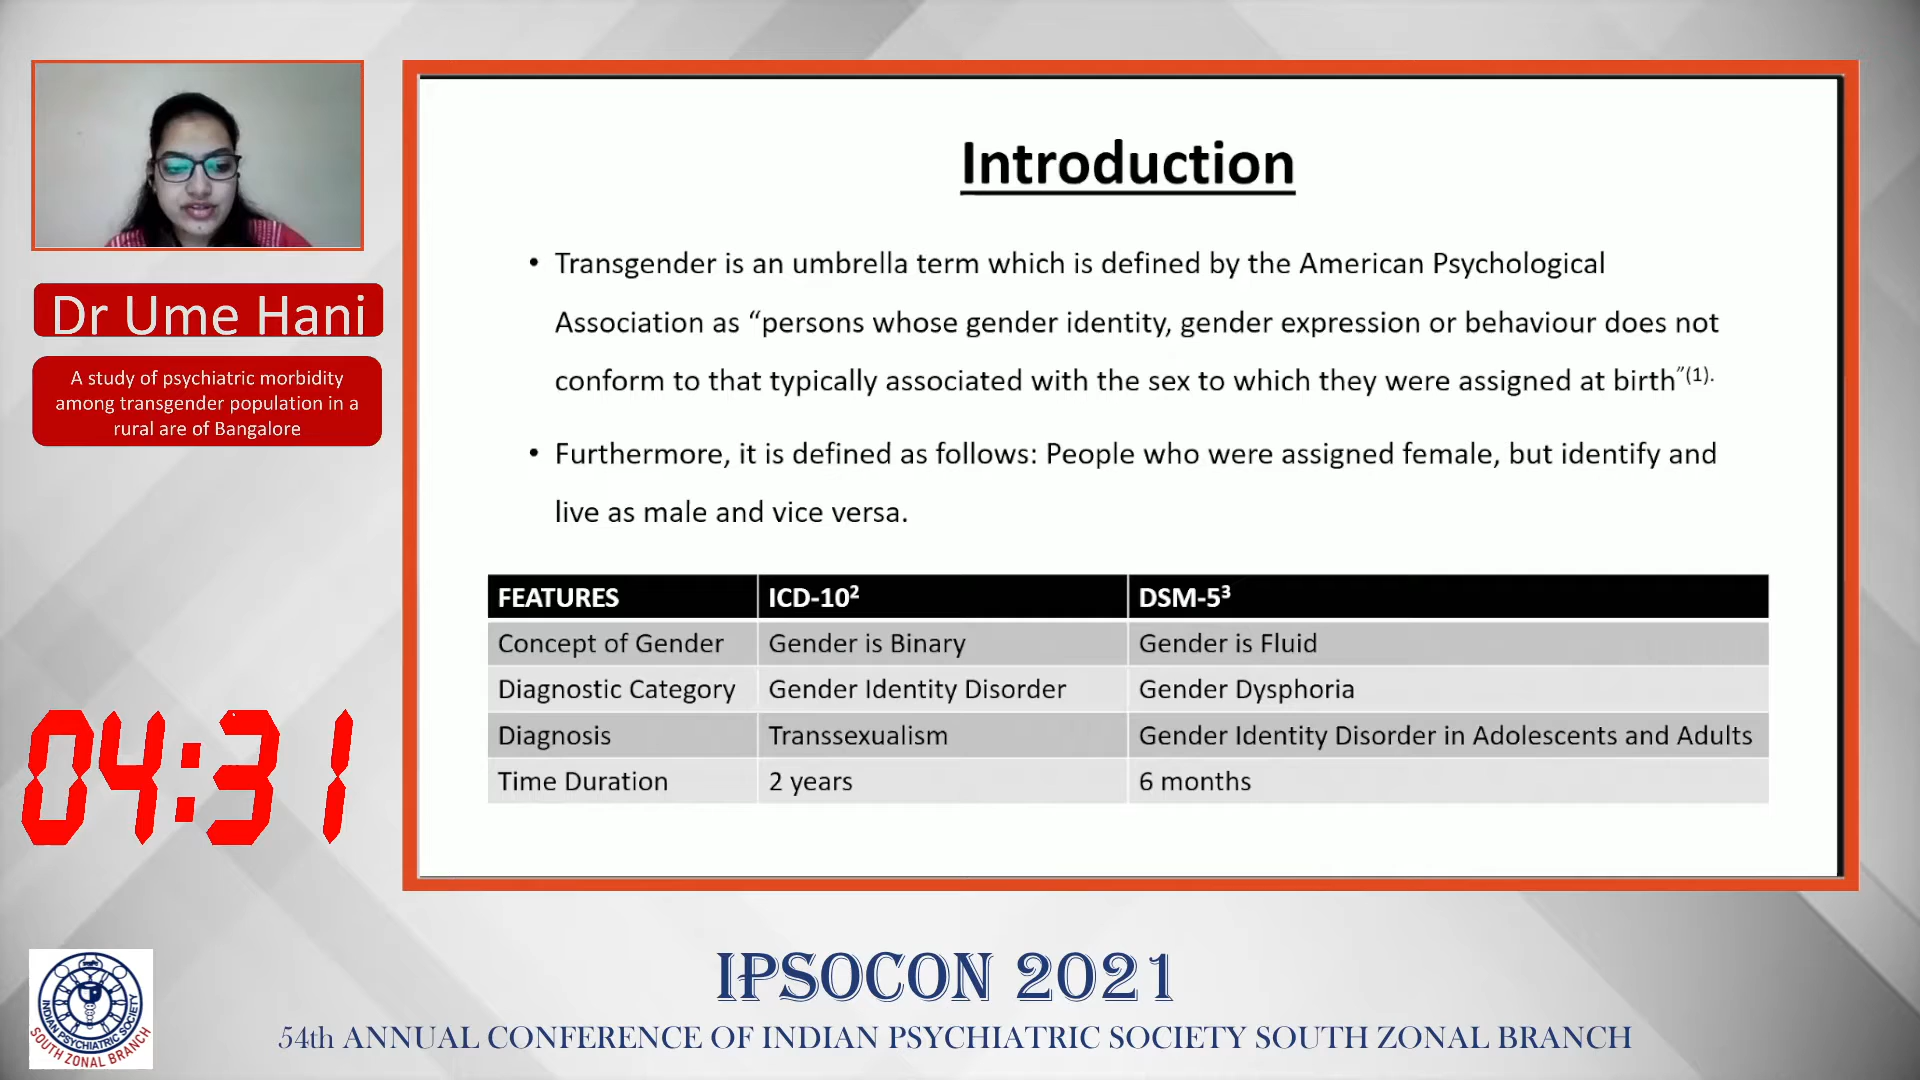 Dr Ume Hani
A study of psychiatric morbidity
among transgender population in a
rural are of Bangalore
04:31
Introduction
• Transgender is an umbrella term which is defined by the American Psychological
Association as “persons whose gender identity, gender expression or behaviour does not
conform to that typically associated with the sex to which they were assigned at birth”(1).
• Furthermore, it is defined as follows: People who were assigned female, but identify and
live as male and vice versa.
FEATURES ICD-10² DSM-5³
Concept of Gender Gender is Binary Gender is Fluid
Diagnostic Category Gender Identity Disorder Gender Dysphoria
Diagnosis Transsexualism Gender Identity Disorder in Adolescents and Adults
Time Duration 2 years 6 months
INDIAN PSYCHIATRIC SOCIETY
SOUTH ZONAL BRANCH
IPSOCON 2021
54th ANNUAL CONFERENCE OF INDIAN PSYCHIATRIC SOCIETY SOUTH ZONAL BRANCH